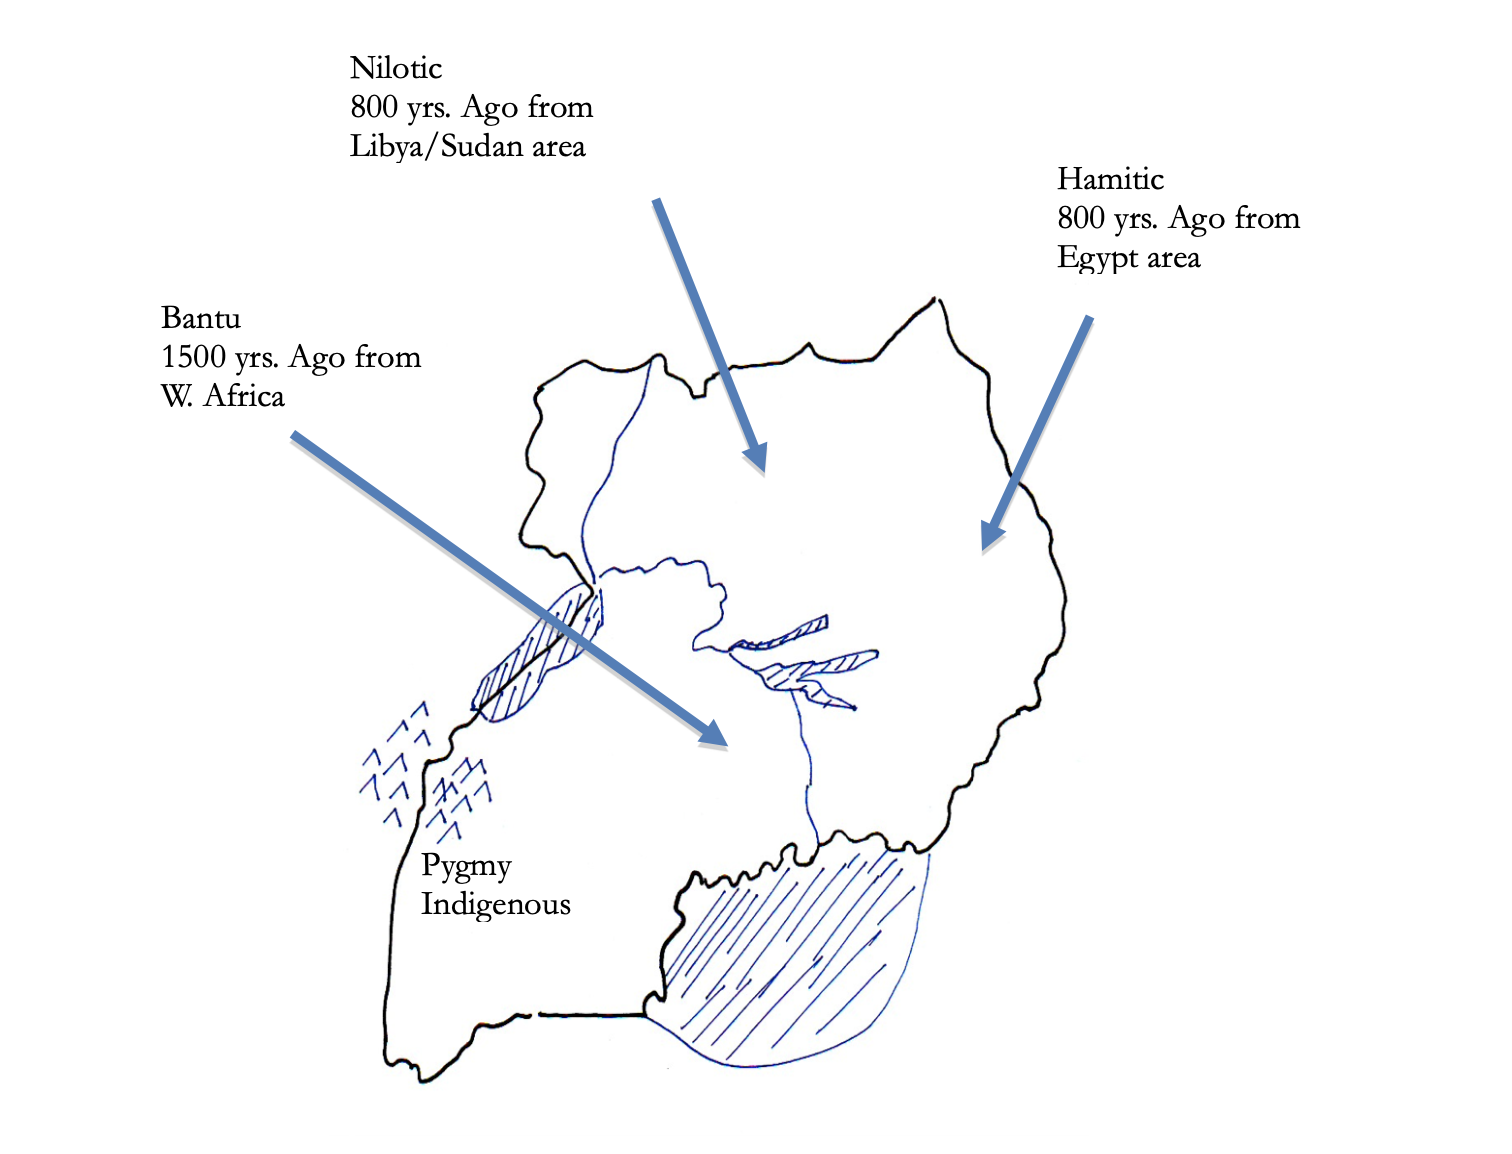 Nilotic
800 yrs. Ago from
Libya/Sudan area
Hamitic
800 yrs. Ago from
Egypt area
Bantu
1500 yrs. Ago from
W. Africa
Pygmy
Indigenous